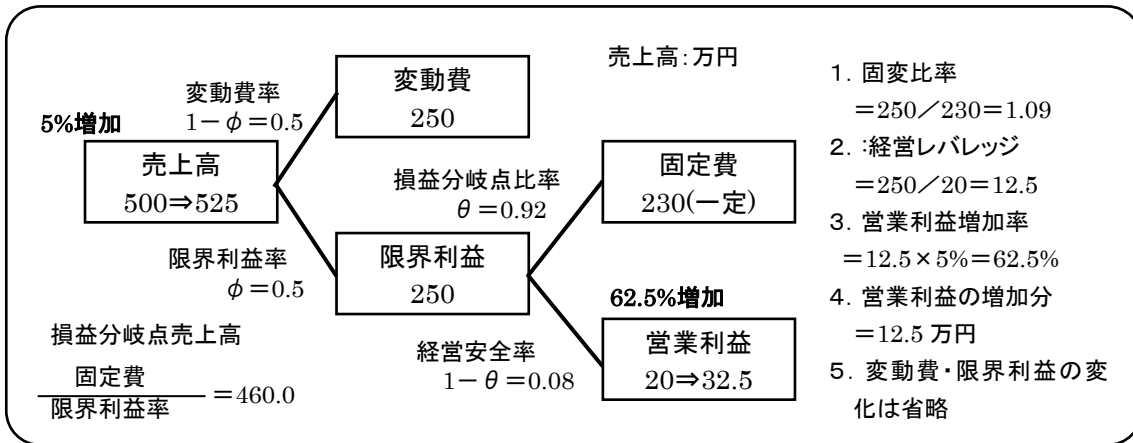 売上高：万円
変動費率
1－φ＝0.5
変動費
250
5%増加
売上高
500⇒525
限界利益率
φ＝0.5
損益分岐点比率
θ＝0.92
限界利益
250
固定費
230(一定)
62.5%増加
営業利益
20⇒32.5
経営安全率
1－θ＝0.08
損益分岐点売上高
固定費
限界利益率
＝460.0
1．固変比率
＝250／230＝1.09
2．:経営レバレッジ
＝250／20＝12.5
3．営業利益増加率
＝12.5×5%＝62.5%
4．営業利益の増加分
＝12.5 万円
5．変動費・限界利益の変
化は省略